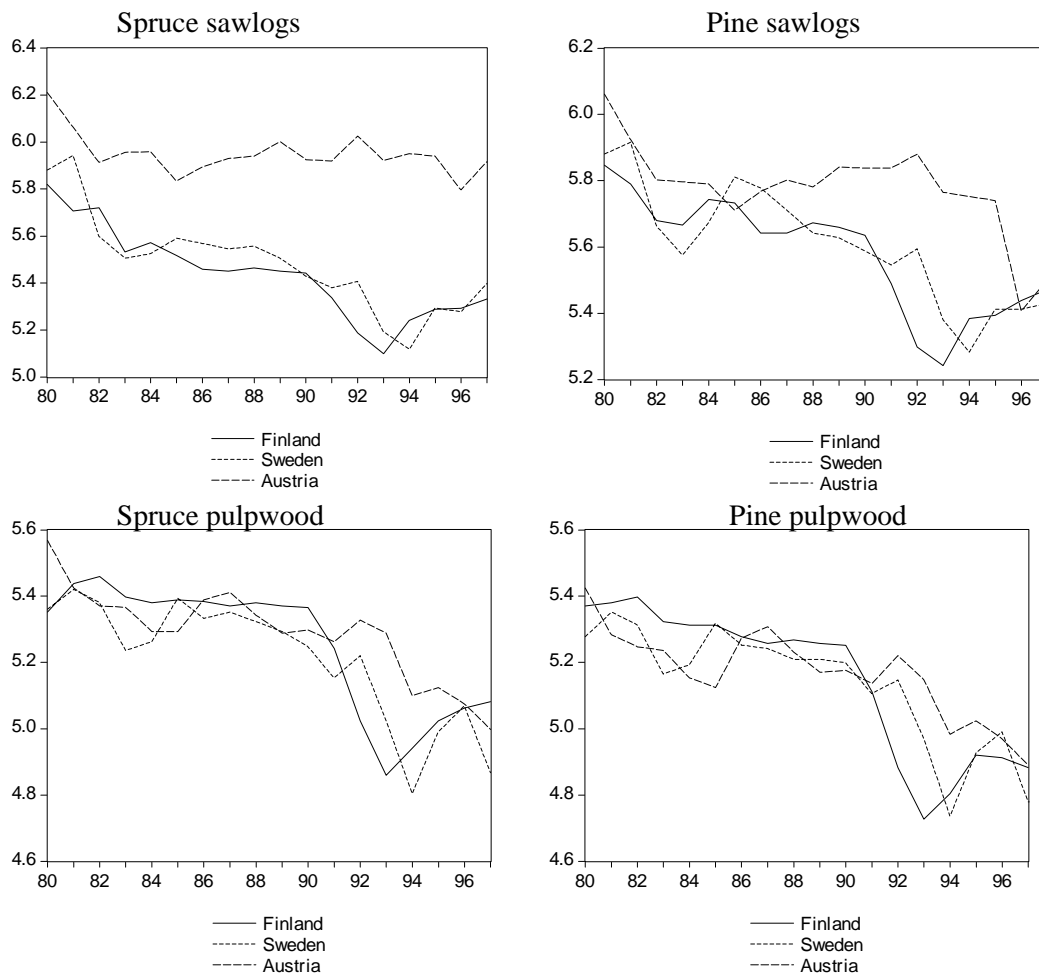 Spruce sawlogs
6.4
6.2
6.0
5.8
5.6
5.4
5.2
5.0
80 82 84 86 88 90 92 94 96
Finland
Sweden
Austria
Pine sawlogs
6.2
6.0
5.8
5.6
5.4
5.2
80 82 84 86 88 90 92 94 96
Finland
Sweden
Austria
Spruce pulpwood
5.6
5.4
5.2
5.0
4.8
4.6
80 82 84 86 88 90 92 94 96
Finland
Sweden
Austria
Pine pulpwood
5.6
5.4
5.2
5.0
4.8
4.6
80 82 84 86 88 90 92 94 96
Finland
Sweden
Austria